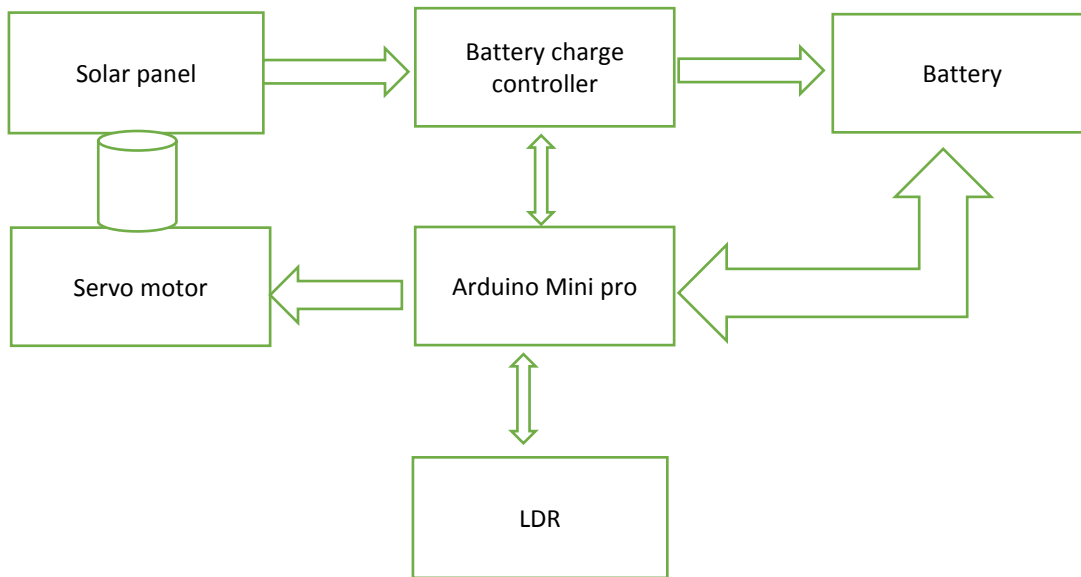 Solar panel
Battery charge
controller
Battery
Servo motor
Arduino Mini pro
LDR